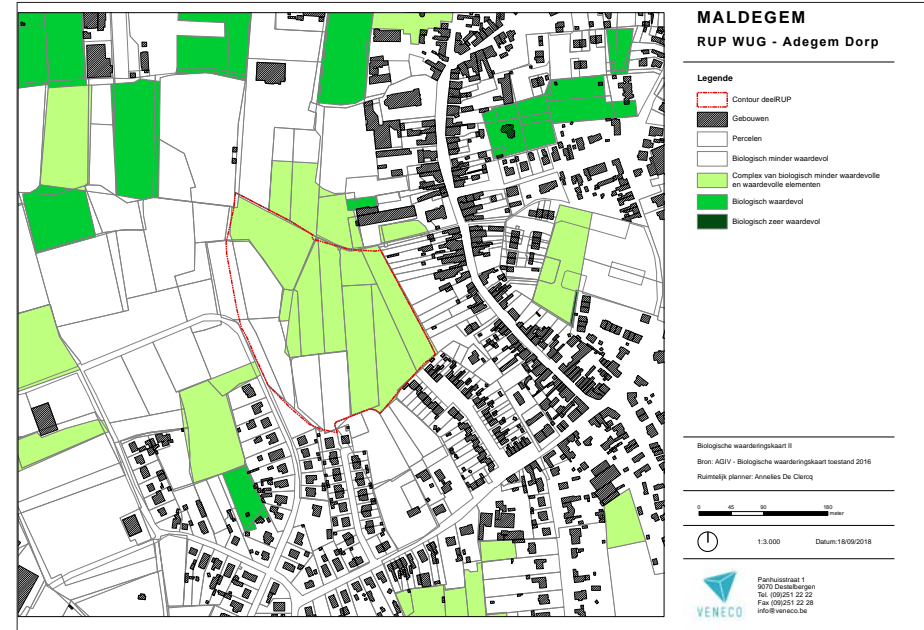 MALDEGEM
RUP WUG - Adegem Dorp
Legende
Contour deelRUP
Gebouwen
Percelen
Biologisch minder waardevol
Complex van biologisch minder waardevolle
en waardevolle elementen
Biologisch waardevol
Biologisch zeer waardevol
Biologische waarderingskaart II
Bron: AGIV - Biologische waarderingskaart toestand 2016
Ruimtelijk planner: Annelies De Clercq
0 45 90 180
meter
1:3.000 Datum:18/09/2018
Panhuisstraat 1
9070 Destelbergen
Tel. (09)251 22 22
Fax (09)251 22 28
info@veneco.be
VENECO